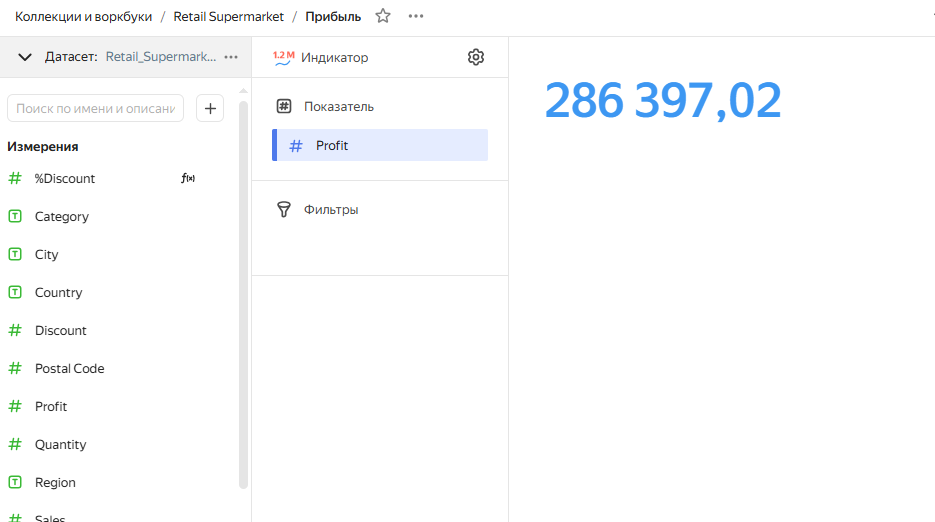 Коллекции и воркбуки / Retail Supermarket / Прибыль
Датасет: Retail_Supermark...
Поиск по имени и описани
Измерения
%Discount
Category
City
Country
Discount
Postal Code
Profit
Quantity
Region
Sales
1.2 M Индикатор
Показатель
Profit
Фильтры
286 397,02